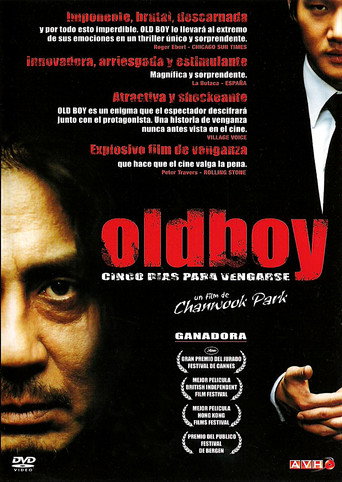 Imponente, brutal, descarnada
y por todo esto imperdible. OLD BOY lo llevará al extremo
de sus emociones en un thriller único y sorprendente.
Roger Ebert - CHICAGO SUN TIMES
Innovadora, arriesgada y estimulante
Magnífica y sorprendente.
La Butaca - ESPAÑA
Atractiva y shockeante
OLD BOY es un enigma que el espectador descifrará
junto con el protagonista. Una historia de venganza
nunca antes vista en el cine.
VILLAGE VOICE
Explosivo film de venganza
que hace que el cine valga la pena.
Peter Travers - ROLLING STONE
oldboy
CINCO DIAS PARA VENGARSE
un film de
Chanwook Park
GANADORA
GRAN PREMIO DEL JURADO
FESTIVAL DE CANNES
MEJOR PELICULA
BRITISH INDEPENDENT
FILM FESTIVAL
MEJOR PELICULA
HONG KONG
FILMS FESTIVAL
PREMIO DEL PUBLICO
FESTIVAL
DE BERGEN
DVD
VIDEO
AVH